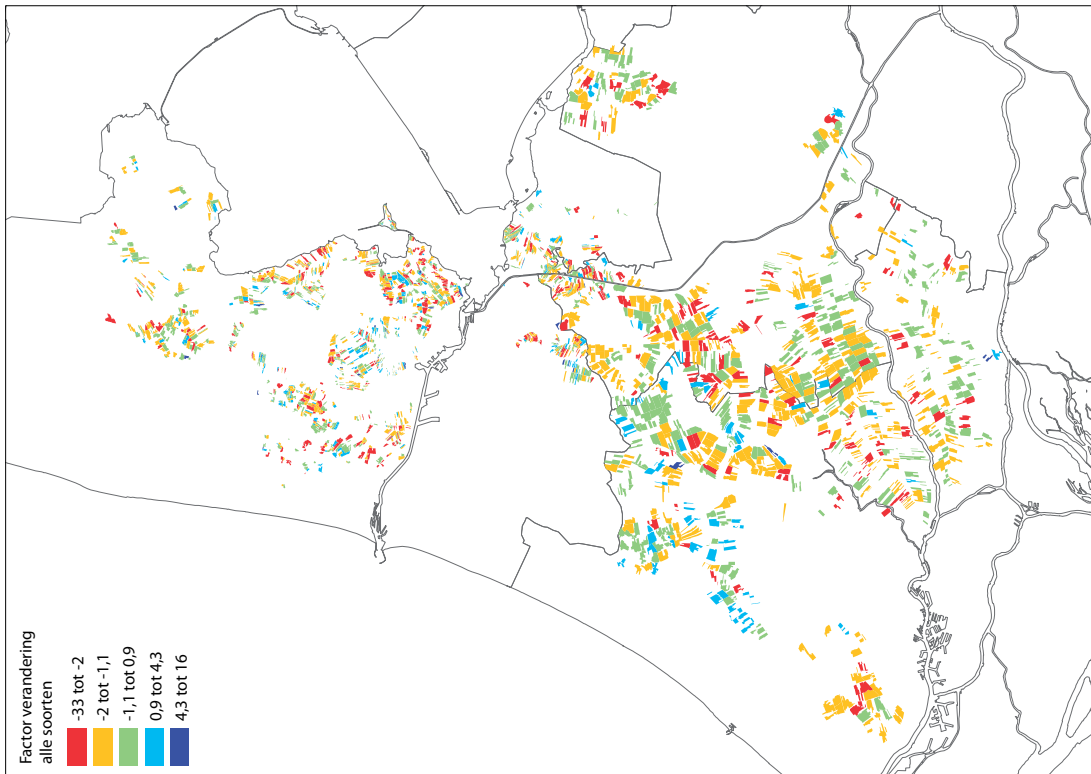 Factor verandering
alle soorten
-33 tot -2
-2 tot -1,1
-1,1 tot 0,9
0,9 tot 4,3
4,3 tot 16